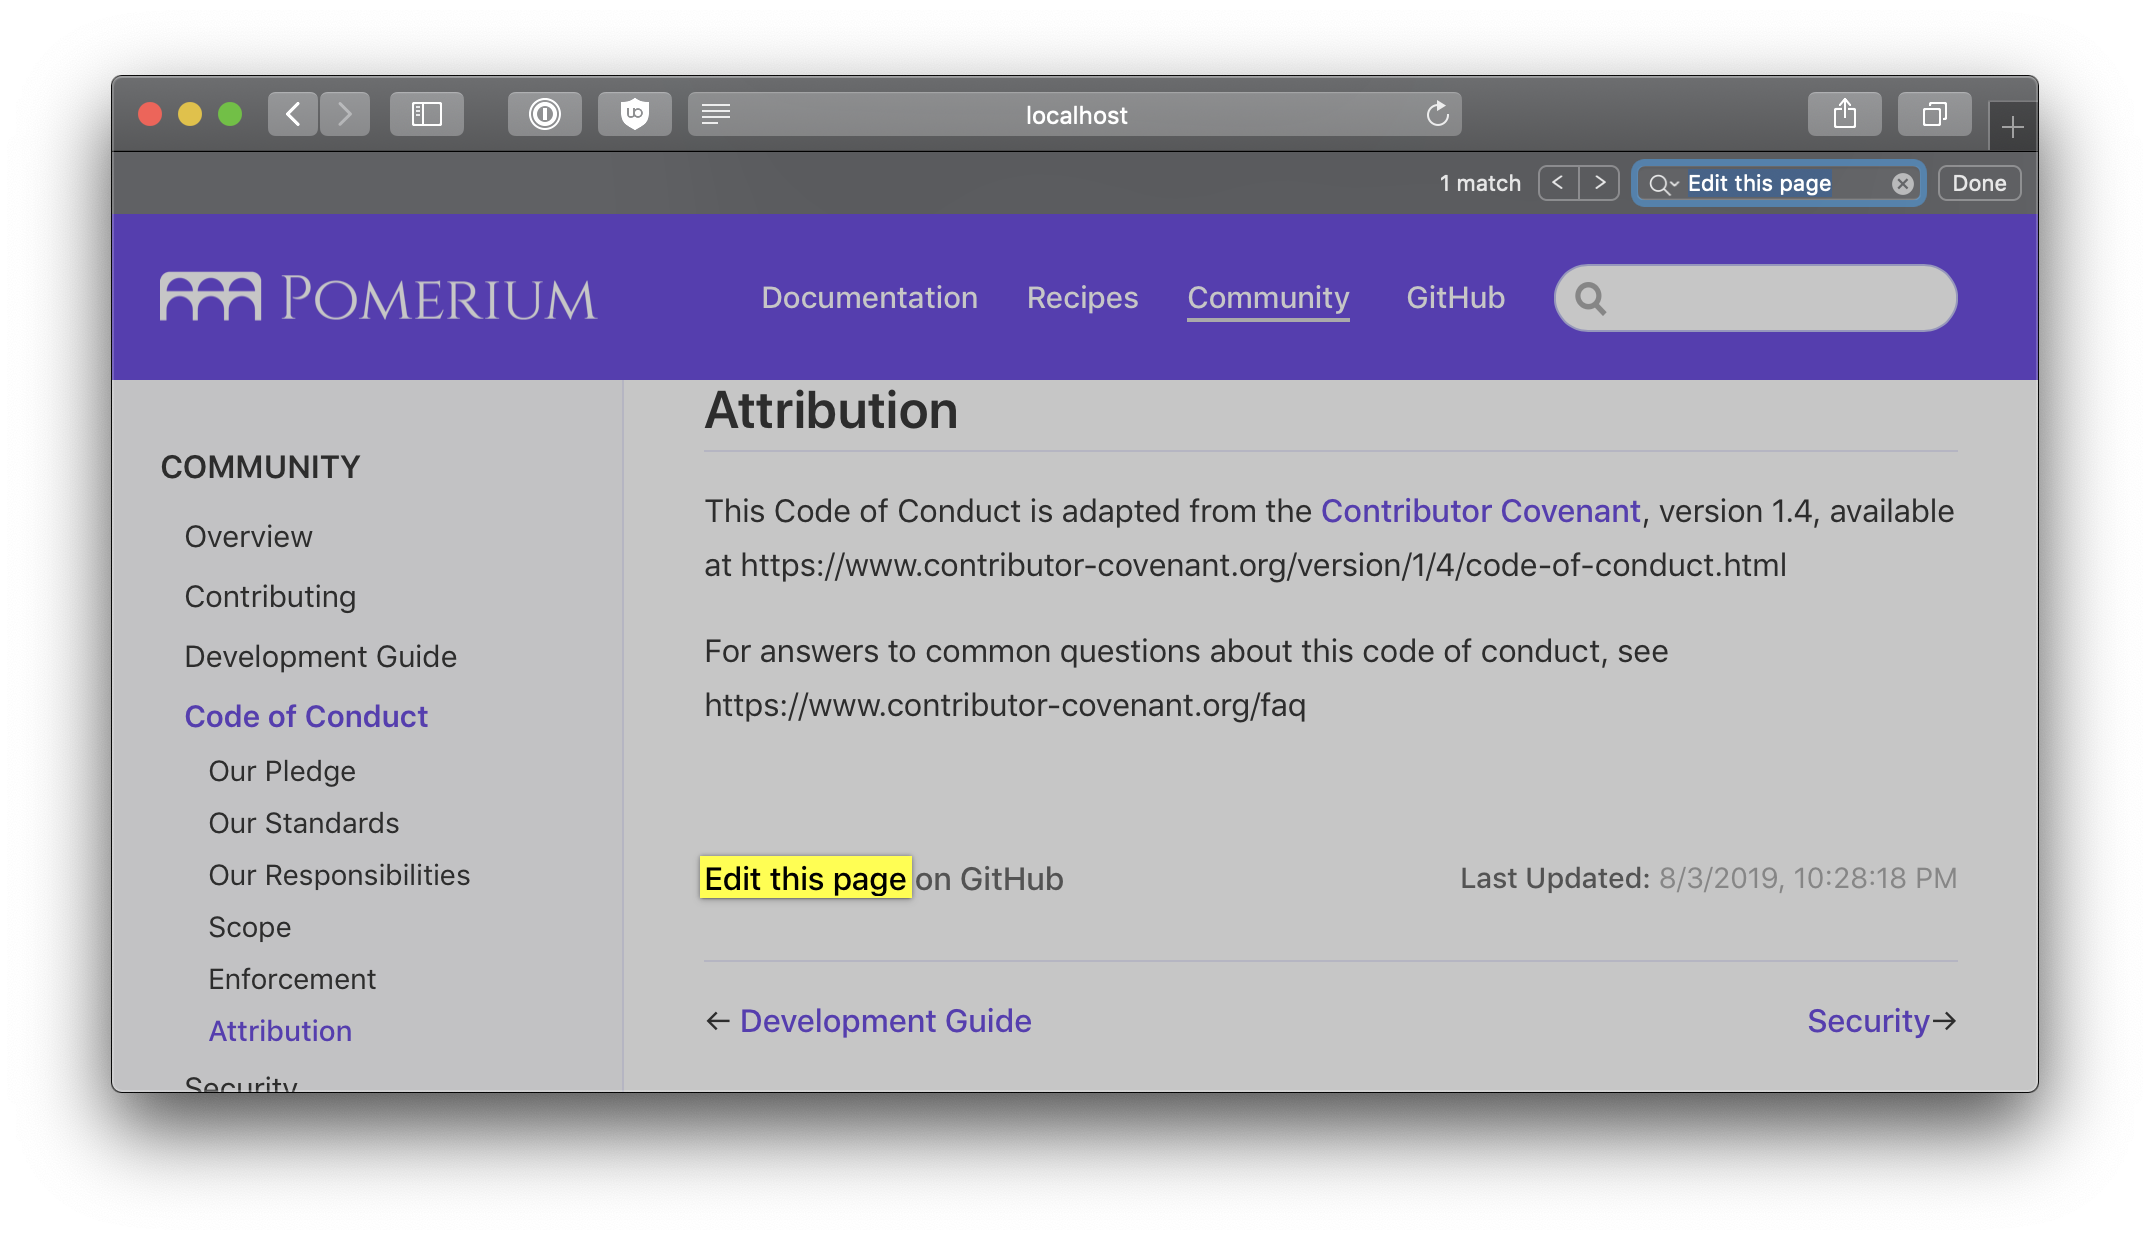 localhost
1 match
Edit this page
Done
POMERIUM
Documentation
Recipes
Community
GitHub
COMMUNITY
Overview
Contributing
Development Guide
Code of Conduct
Our Pledge
Our Standards
Our Responsibilities
Scope
Enforcement
Attribution
Security
Attribution
This Code of Conduct is adapted from the Contributor Covenant, version 1.4, available
at https://www.contributor-covenant.org/version/1/4/code-of-conduct.html
For answers to common questions about this code of conduct, see
https://www.contributor-covenant.org/faq
Edit this page on GitHub
Last Updated: 8/3/2019, 10:28:18 PM
← Development Guide
Security→